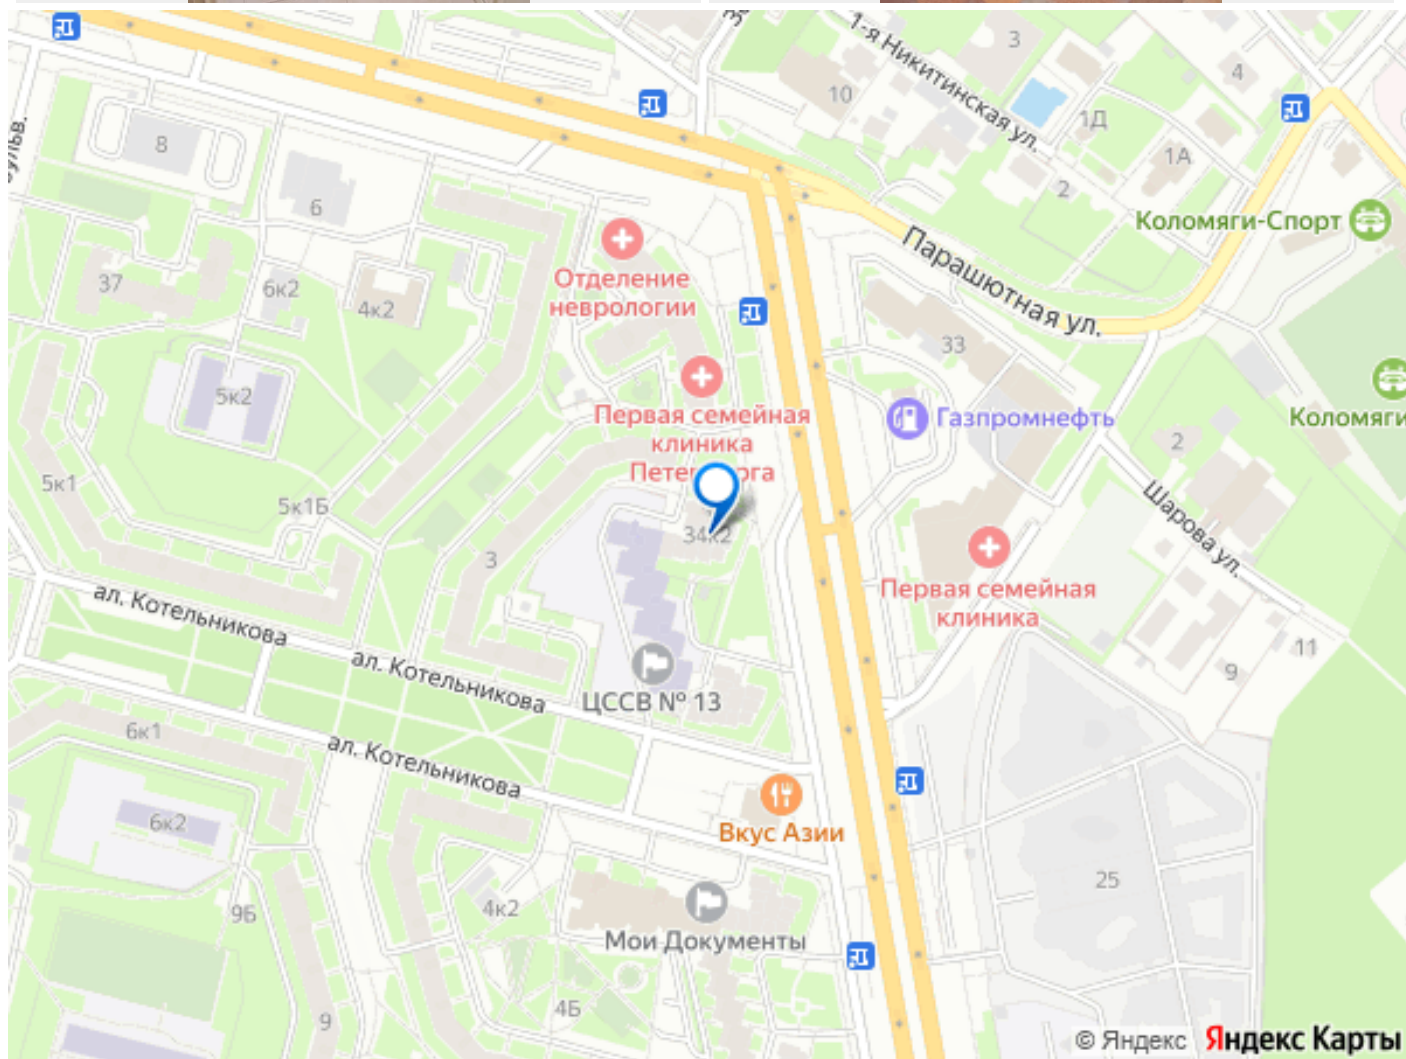 1-я Никитинская ул.
3
4
10
1Д
8
1А
2
6
Коломяги-Спорт
Парашютная ул.
Отделение
неврологии
37
6к2
4к2
33
5к2
Первая семейная
клиника
Газпромнефть
Коломяги
2
5к1
5к1Б
Шарова ул.
34к2
3
Первая семейная
клиника
ал. Котельникова
ал. Котельникова
11
9
ЦССВ № 13
6к1
ал. Котельникова
6к2
Вкус Азии
25
9Б
4к2
Мои Документы
4Б
9
© Яндекс Яндекс Карты